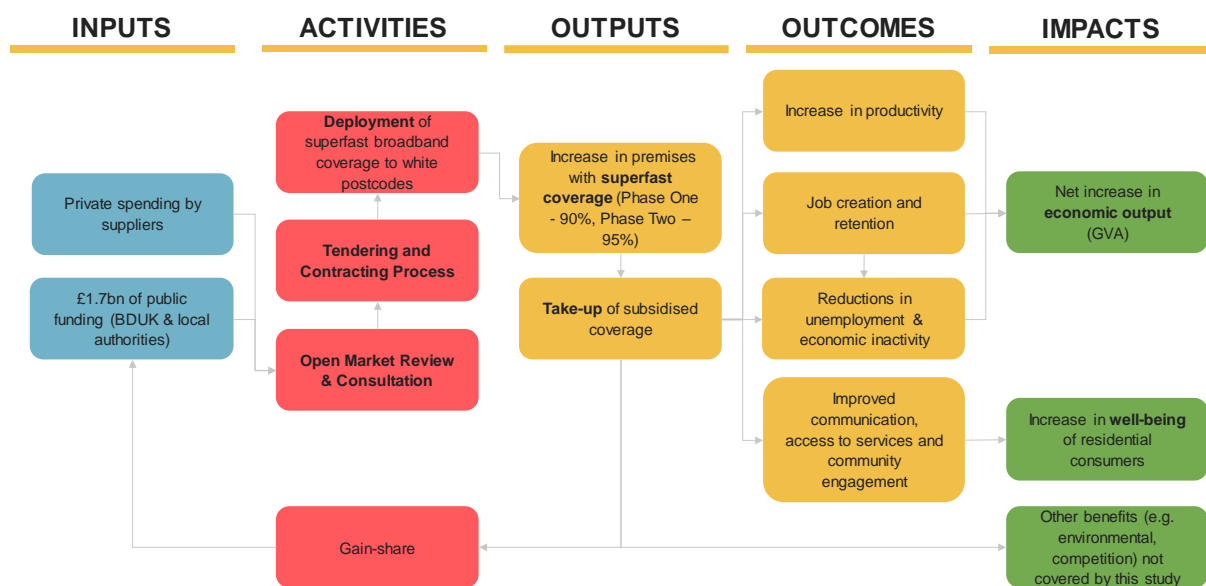 INPUTS
ACTIVITIES
OUTPUTS
OUTCOMES
IMPACTS
Private spending by
suppliers
£1.7bn of public
funding (BDUK & local
authorities)
Deployment of
superfast broadband
coverage to white
postcodes
Tendering and
Contracting Process
Open Market Review
& Consultation
Gain-share
Increase in premises
with superfast
coverage (Phase One
- 90%, Phase Two –
95%)
Take-up of subsidised
coverage
Increase in productivity
Job creation and
retention
Reductions in
unemployment &
economic inactivity
Improved
communication,
access to services and
community
engagement
Net increase in
economic output
(GVA)
Increase in well-being
of residential
consumers
Other benefits (e.g.
environmental,
competition) not
covered by this study